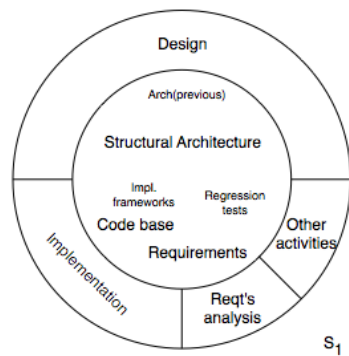 Design
Arch(previous)
Structural Architecture
Impl.
frameworks
Regression
tests
Code base
Requirements
Other
activities
Implementation
Reqt's
analysis
S1